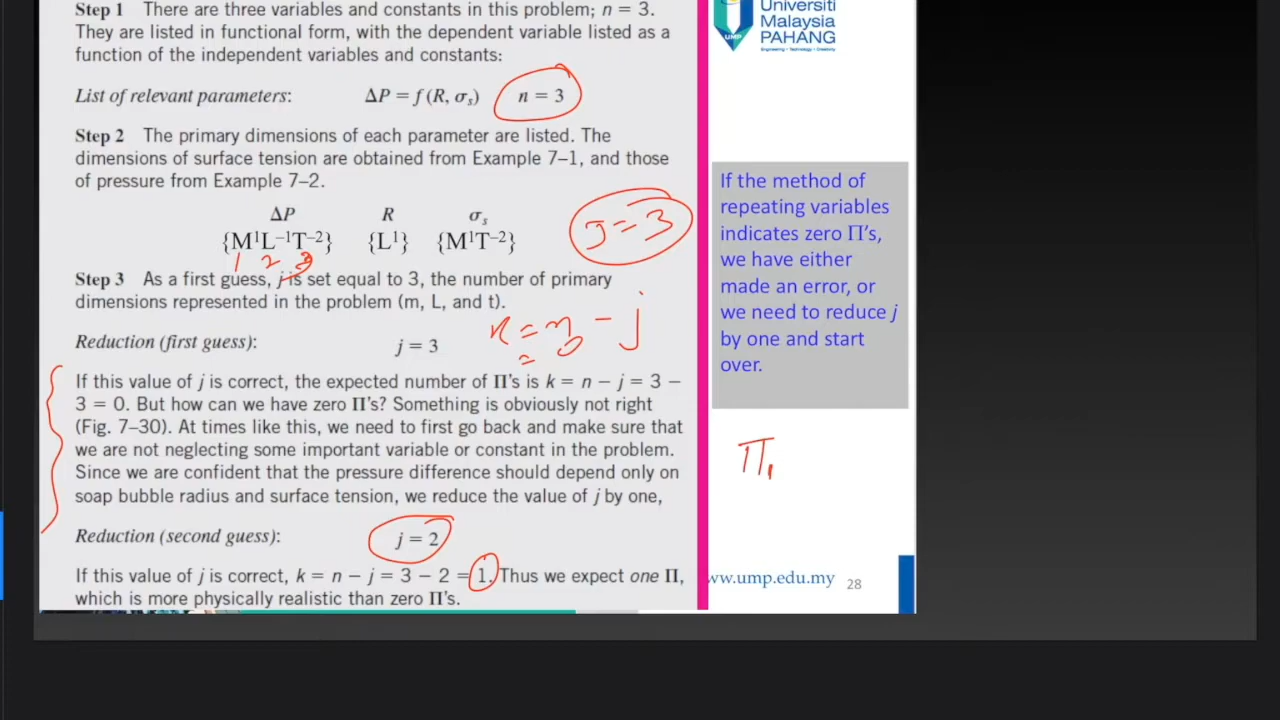 Step 1 There are three variables and constants in this problem; n = 3.
They are listed in functional form, with the dependent variable listed as a
function of the independent variables and constants:
List of relevant parameters: ΔP = f (R, σₛ) n = 3
Step 2 The primary dimensions of each parameter are listed. The
dimensions of surface tension are obtained from Example 7–1, and those
of pressure from Example 7–2.
ΔP R σₛ
{M¹L⁻¹T⁻²} {L¹} {M¹T⁻²}
J = 3
1 2 3
Step 3 As a first guess, j is set equal to 3, the number of primary
dimensions represented in the problem (m, L, and t).
Reduction (first guess): j = 3
k = n - j
= 0
If this value of j is correct, the expected number of Π's is k = n − j = 3 −
3 = 0. But how can we have zero Π's? Something is obviously not right
(Fig. 7–30). At times like this, we need to first go back and make sure that
we are not neglecting some important variable or constant in the problem.
Since we are confident that the pressure difference should depend only on
soap bubble radius and surface tension, we reduce the value of j by one,
Reduction (second guess): j = 2
If this value of j is correct, k = n − j = 3 − 2 = 1. Thus we expect one Π,
which is more physically realistic than zero Π's.
Universiti
Malaysia
PAHANG
Engineering • Technology • Creativity
UMP
If the method of
repeating variables
indicates zero Π's,
we have either
made an error, or
we need to reduce j
by one and start
over.
Π₁
www.ump.edu.my 28